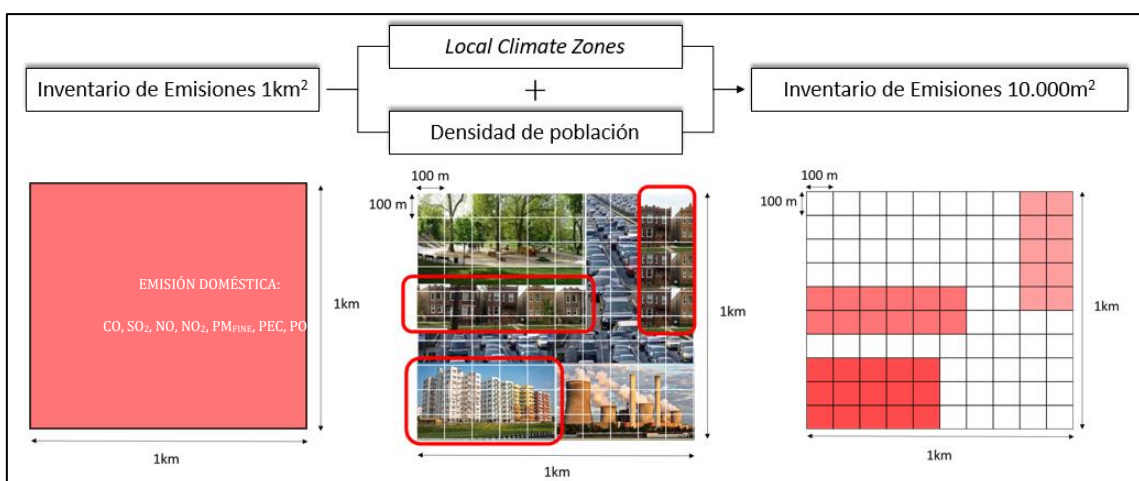 Local Climate Zones
Inventario de Emisiones 1km²
+
Inventario de Emisiones 10.000m²
Densidad de población
100 m
100 m
1km
1km
EMISIÓN DOMÉSTICA:
CO, SO₂, NO, NO₂, PMFINE, PEC, PO
100 m
100 m
1km
1km
1km
1km